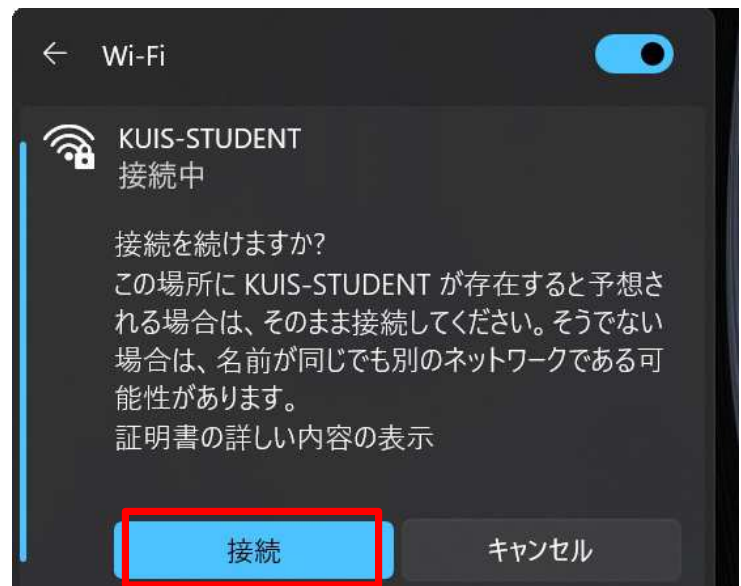 Wi-Fi
KUIS-STUDENT
接続中
接続を続けますか?
この場所に KUIS-STUDENT が存在すると予想さ
れる場合は、そのまま接続してください。そうでない
場合は、名前が同じでも別のネットワークである可
能性があります。
証明書の詳しい内容の表示
接続 キャンセル